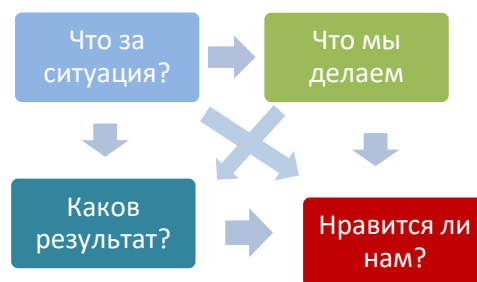 Что за
ситуация?
Что мы
делаем
Каков
результат?
Нравится ли
нам?